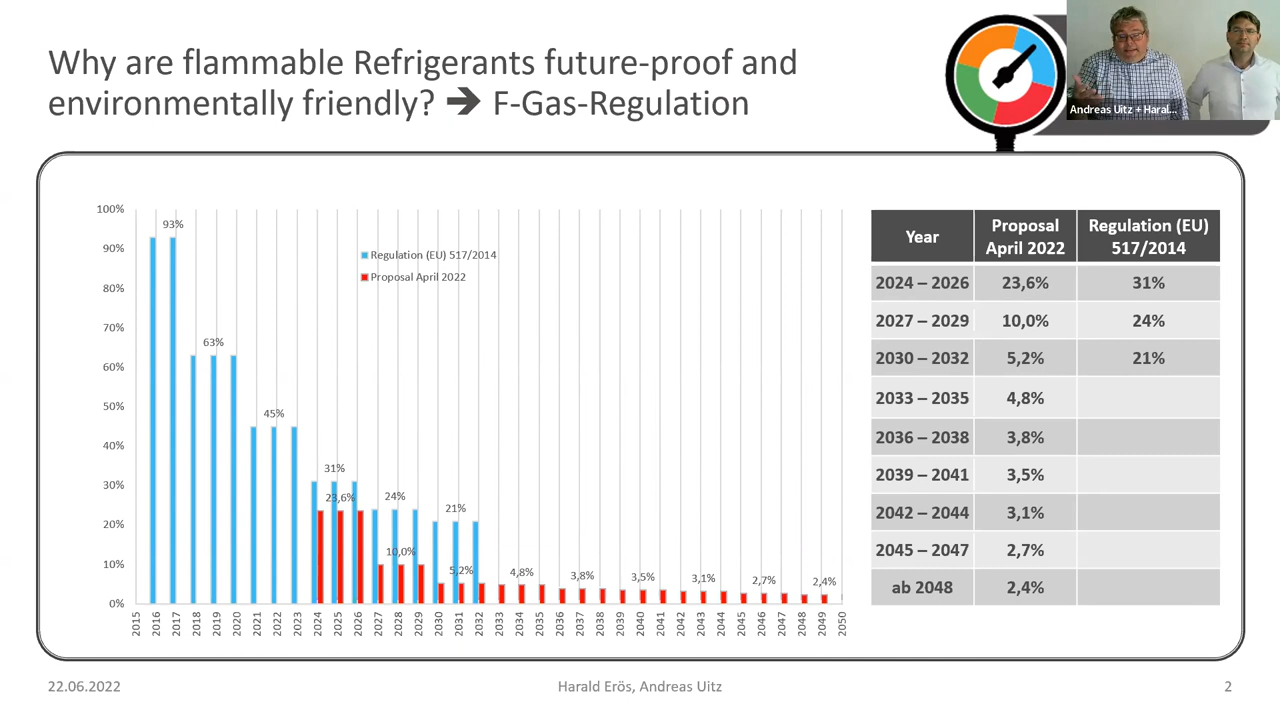 Why are flammable Refrigerants future-proof and
environmentally friendly? ➔ F-Gas-Regulation
Andreas Uitz + Haral...
100%
90%
80%
70%
60%
50%
40%
30%
20%
10%
0%
93%
63%
45%
31%
23,6%
24%
10,0%
21%
5,2%
4,8%
3,8%
3,5%
3,1%
2,7%
2,4%
Regulation (EU) 517/2014
Proposal April 2022
2015 2016 2017 2018 2019 2020 2021 2022 2023 2024 2025 2026 2027 2028 2029 2030 2031 2032 2033 2034 2035 2036 2037 2038 2039 2040 2041 2042 2043 2044 2045 2046 2047 2048 2049 2050
Year Proposal April 2022 Regulation (EU) 517/2014
2024 – 2026 23,6% 31%
2027 – 2029 10,0% 24%
2030 – 2032 5,2% 21%
2033 – 2035 4,8%
2036 – 2038 3,8%
2039 – 2041 3,5%
2042 – 2044 3,1%
2045 – 2047 2,7%
ab 2048 2,4%
22.06.2022 Harald Erös, Andreas Uitz 2